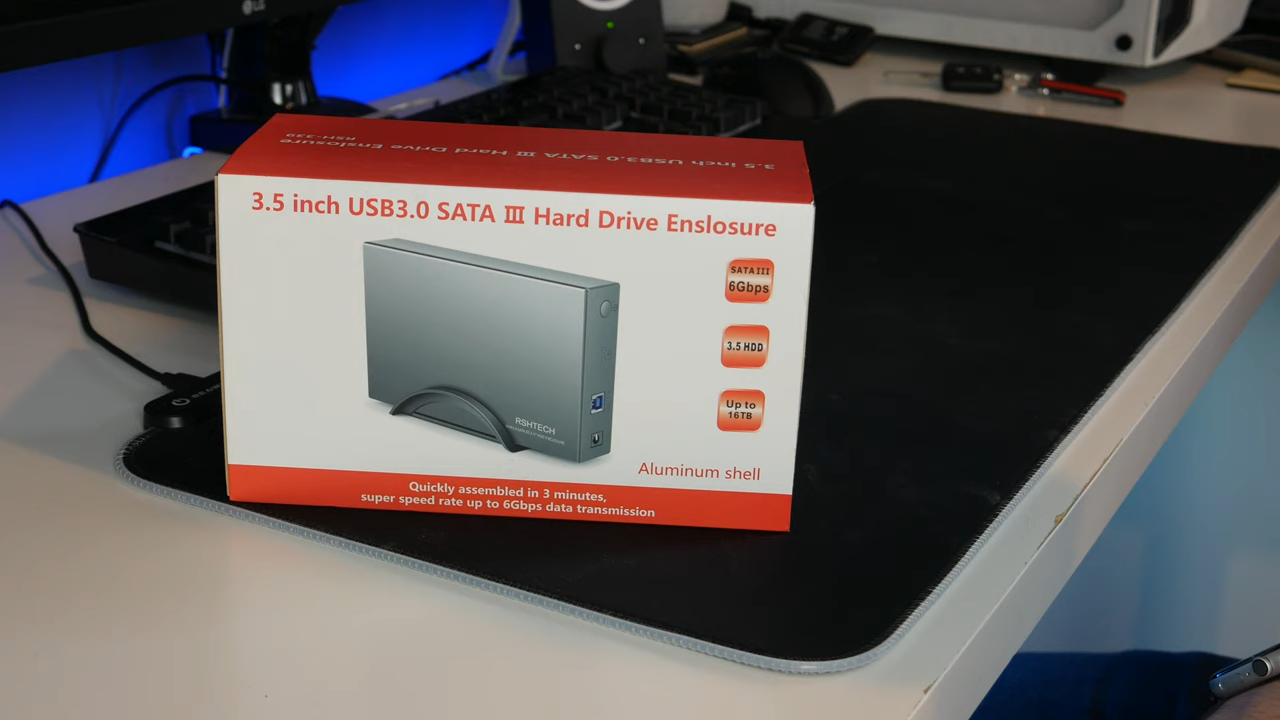 LG
RSH-339
3.5 inch USB3.0 SATA III Hard Drive Enslosure
3.5 inch USB3.0 SATA Ⅲ Hard Drive Enslosure
SATA III
6Gbps
3.5 HDD
Up to
16TB
RSHTECH
Aluminum shell
Quickly assembled in 3 minutes,
super speed rate up to 6Gbps data transmission